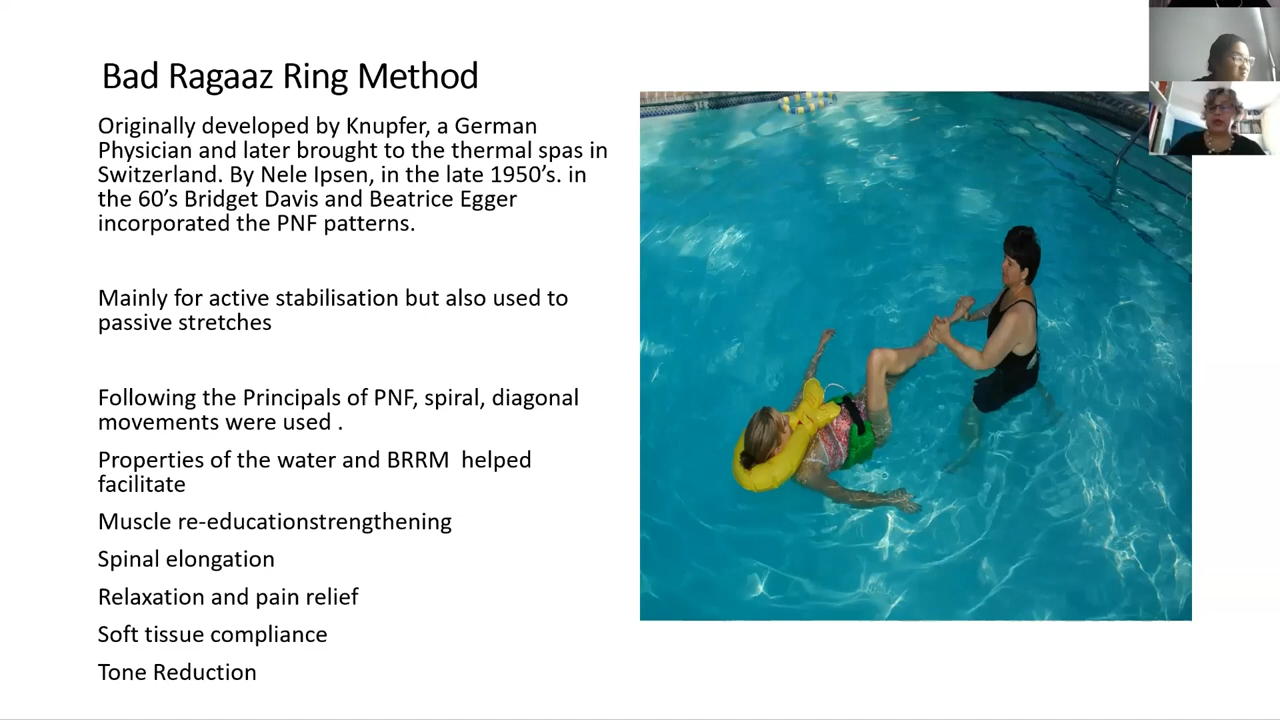 Bad Ragaaz Ring Method
Originally developed by Knupfer, a German
Physician and later brought to the thermal spas in
Switzerland. By Nele Ipsen, in the late 1950’s. in
the 60’s Bridget Davis and Beatrice Egger
incorporated the PNF patterns.
Mainly for active stabilisation but also used to
passive stretches
Following the Principals of PNF, spiral, diagonal
movements were used .
Properties of the water and BRRM  helped
facilitate
Muscle re-educationstrengthening
Spinal elongation
Relaxation and pain relief
Soft tissue compliance
Tone Reduction